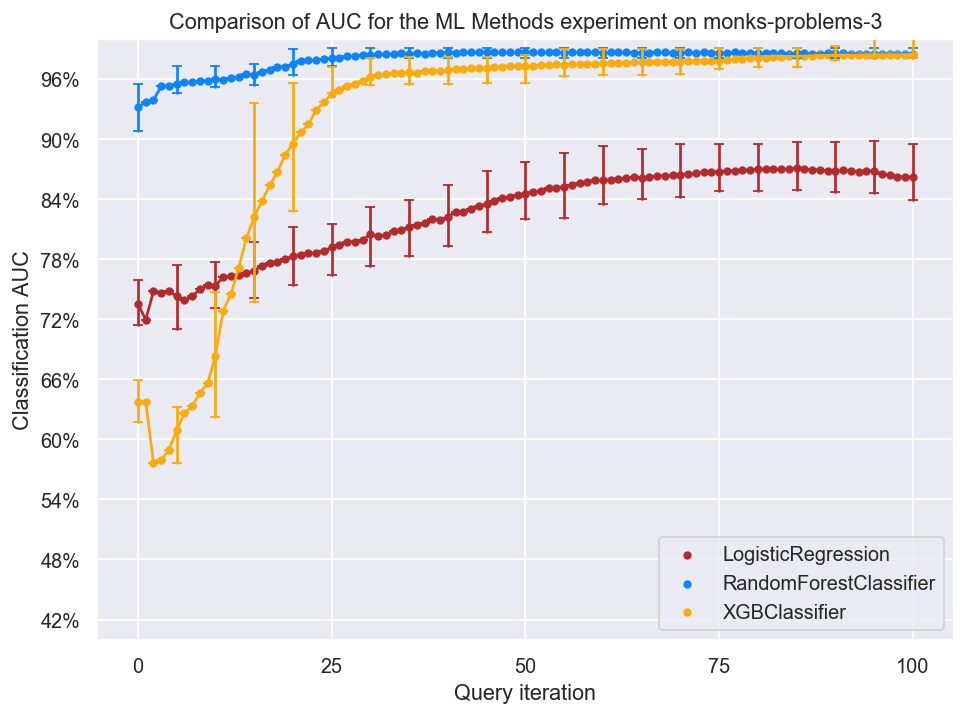 Comparison of AUC for the ML Methods experiment on monks-problems-3
Classification AUC
96%
90%
84%
78%
72%
66%
60%
54%
48%
42%
LogisticRegression
RandomForestClassifier
XGBClassifier
0
25
50
75
100
Query iteration